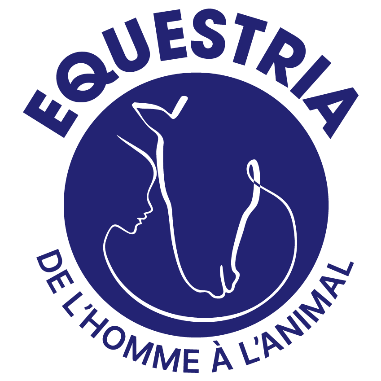 EQUESTRIA
DE L'HOMME À L'ANIMAL